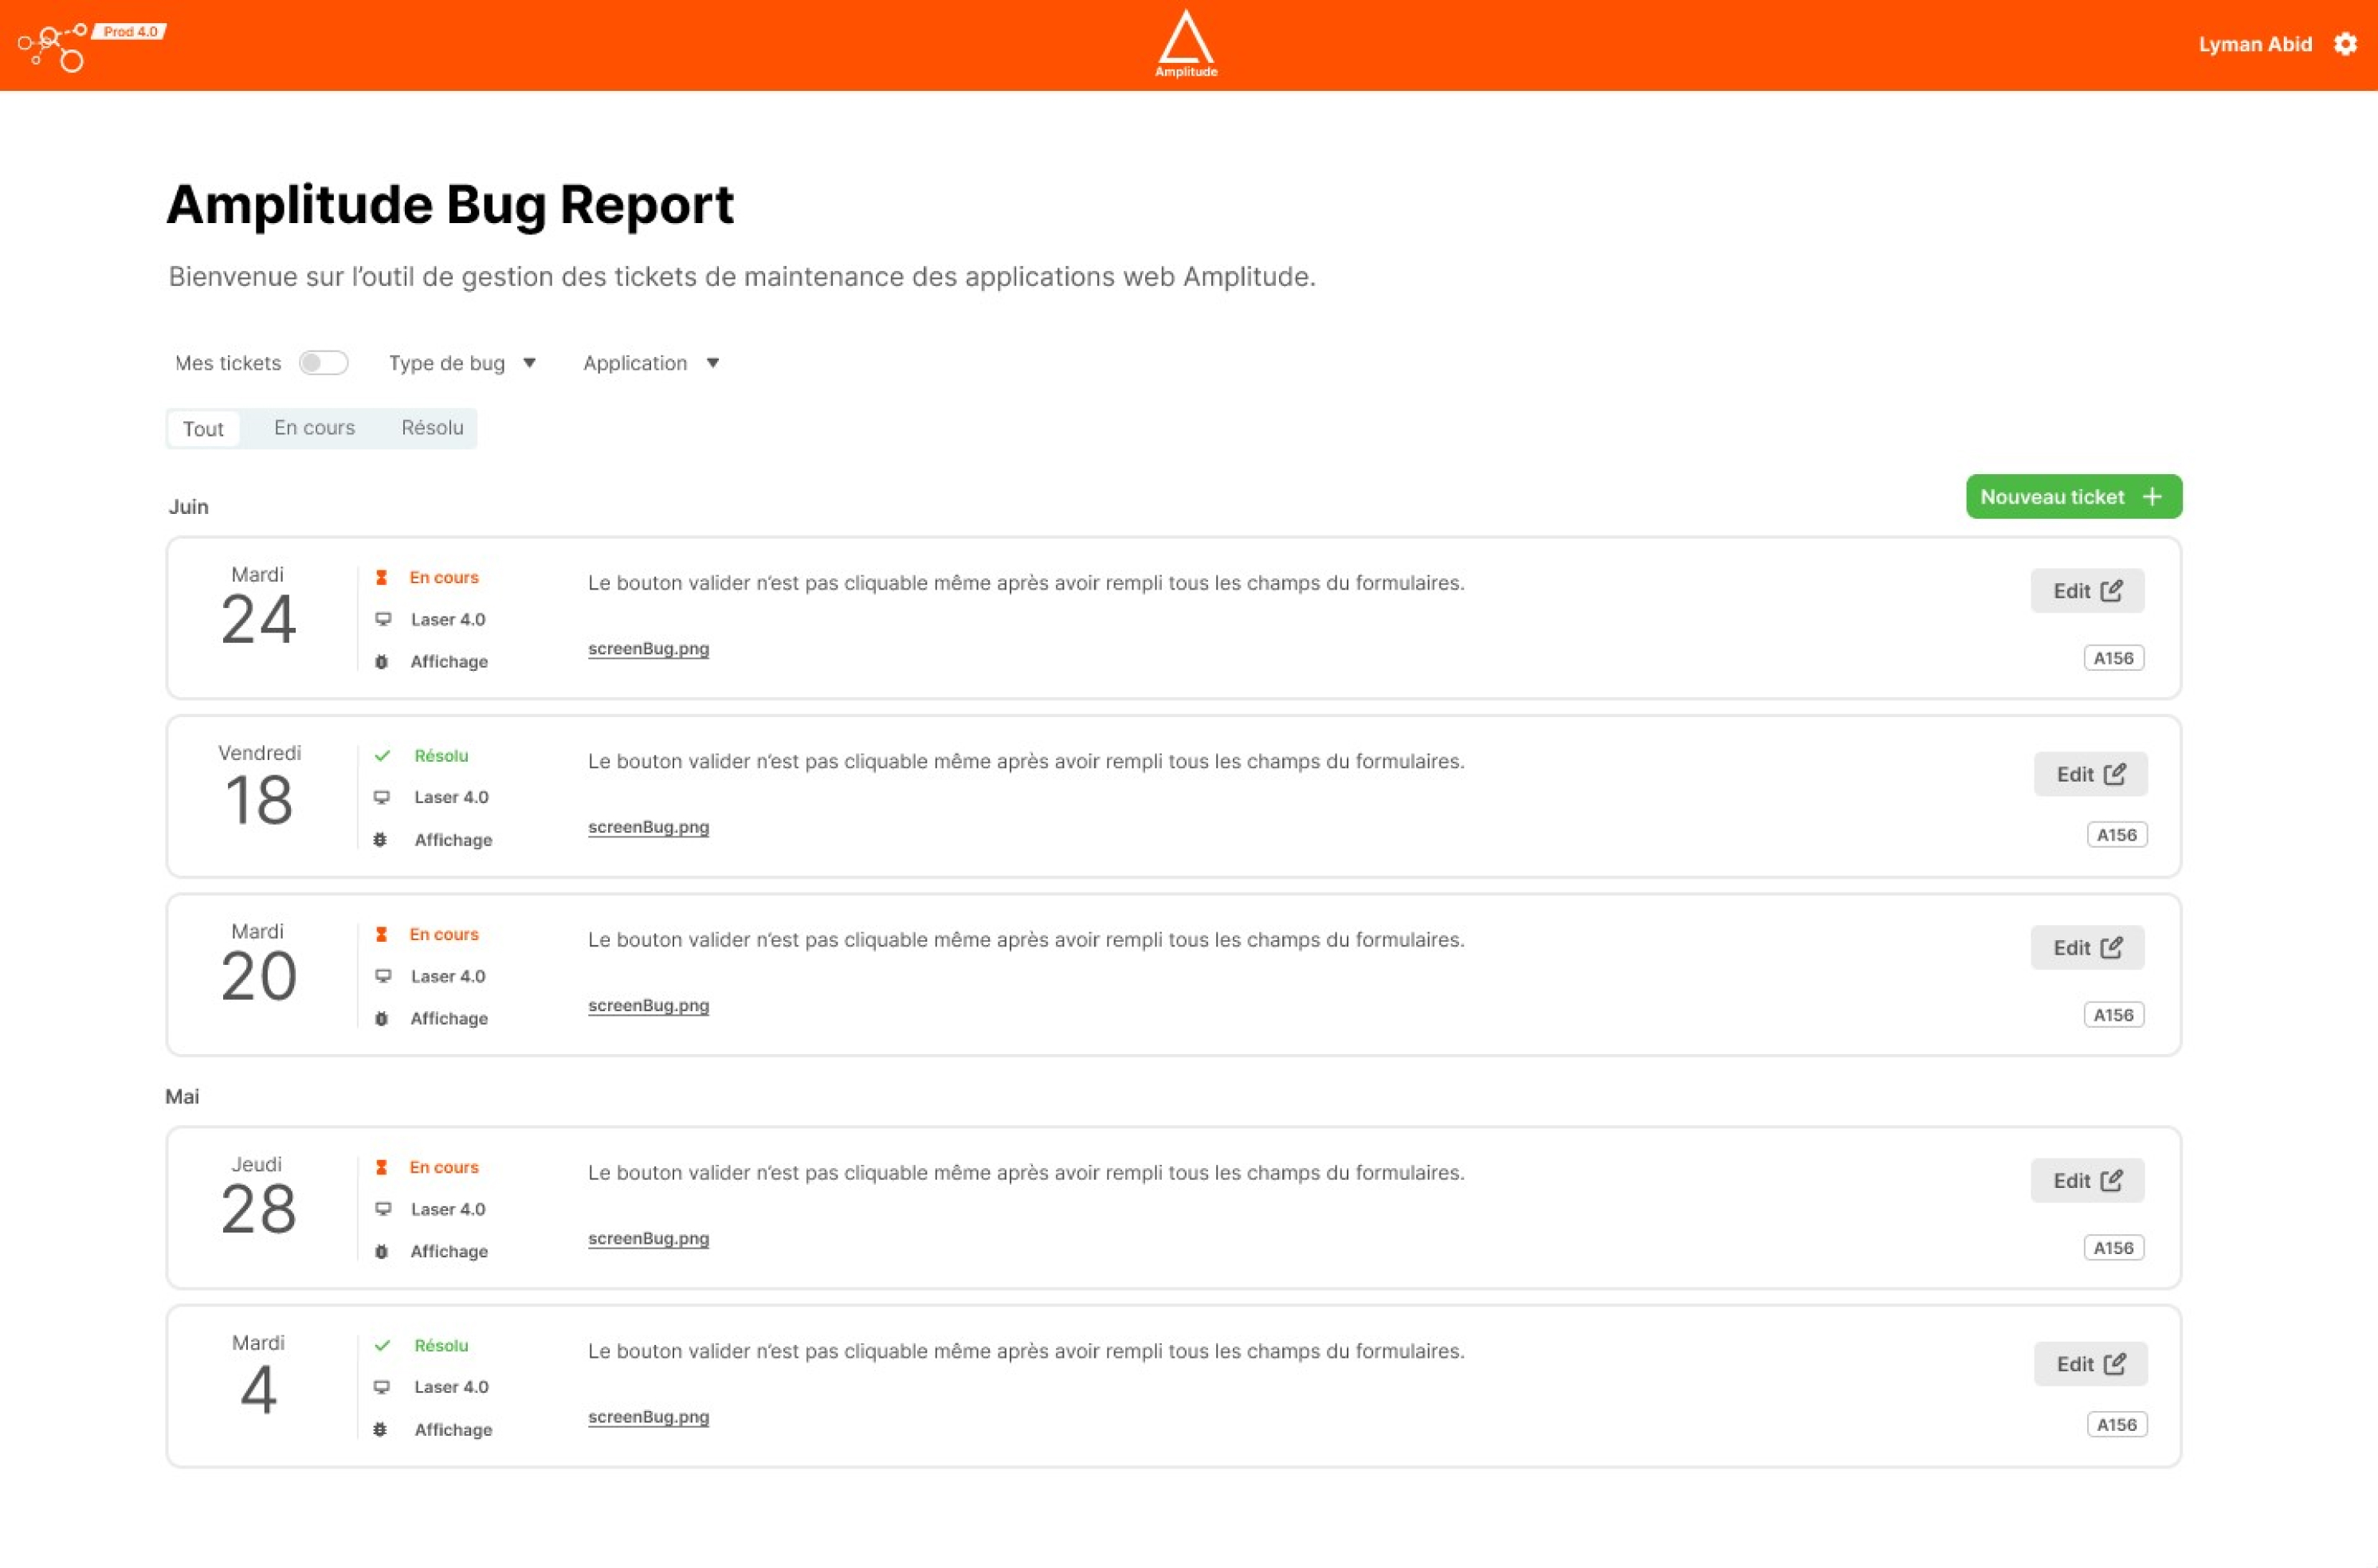 Prod 4.0
Amplitude
Lyman Abid
Amplitude Bug Report
Bienvenue sur l’outil de gestion des tickets de maintenance des applications web Amplitude.
Mes tickets Type de bug Application
Tout En cours Résolu
Juin
Nouveau ticket +
Mardi
24
En cours
Laser 4.0
Affichage
Le bouton valider n’est pas cliquable même après avoir rempli tous les champs du formulaires.
screenBug.png
Edit
A156
Vendredi
18
Résolu
Laser 4.0
Affichage
Le bouton valider n’est pas cliquable même après avoir rempli tous les champs du formulaires.
screenBug.png
Edit
A156
Mardi
20
En cours
Laser 4.0
Affichage
Le bouton valider n’est pas cliquable même après avoir rempli tous les champs du formulaires.
screenBug.png
Edit
A156
Mai
Jeudi
28
En cours
Laser 4.0
Affichage
Le bouton valider n’est pas cliquable même après avoir rempli tous les champs du formulaires.
screenBug.png
Edit
A156
Mardi
4
Résolu
Laser 4.0
Affichage
Le bouton valider n’est pas cliquable même après avoir rempli tous les champs du formulaires.
screenBug.png
Edit
A156